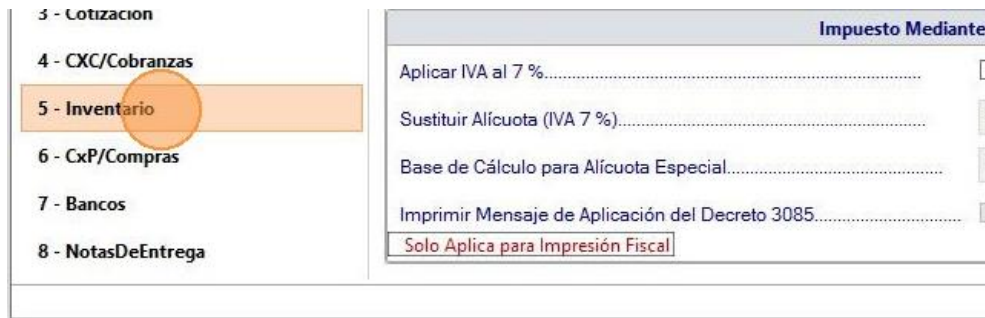 3 - Cotización
4 - CXC/Cobranzas
5 - Inventario
6 - CxP/Compras
7 - Bancos
8 - NotasDeEntrega
Impuesto Mediante
Aplicar IVA al 7 %..............................................................................................
Sustituir Alícuota (IVA 7 %)..............................................................................
Base de Cálculo para Alícuota Especial......................................................
Imprimir Mensaje de Aplicación del Decreto 3085....................................
Solo Aplica para Impresión Fiscal